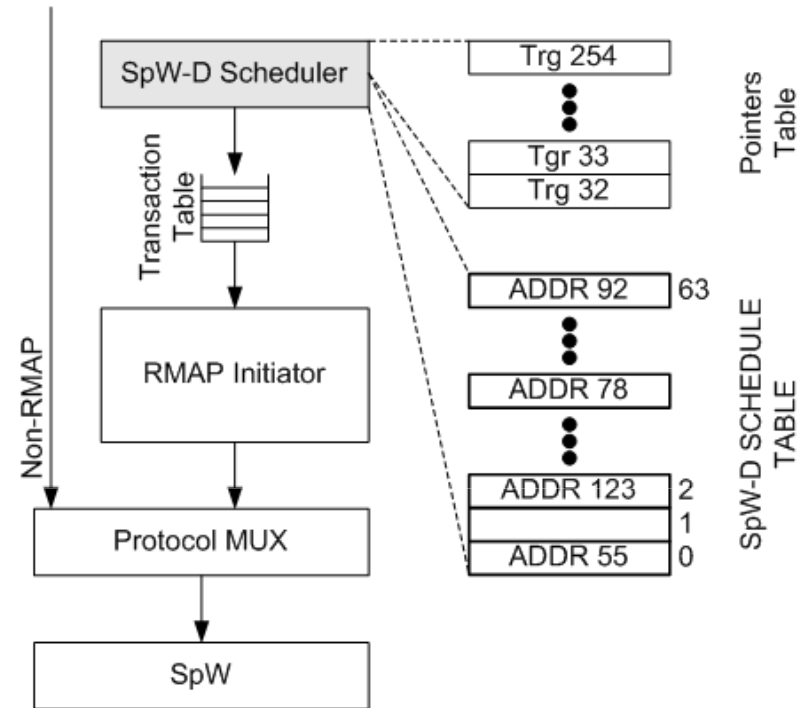 SpW-D Scheduler
Transaction
Table
RMAP Initiator
Non-RMAP
Protocol MUX
SpW
Trg 254
Tgr 33
Trg 32
Pointers
Table
ADDR 92 63
ADDR 78
ADDR 123 2
1
ADDR 55 0
SpW-D SCHEDULE
TABLE